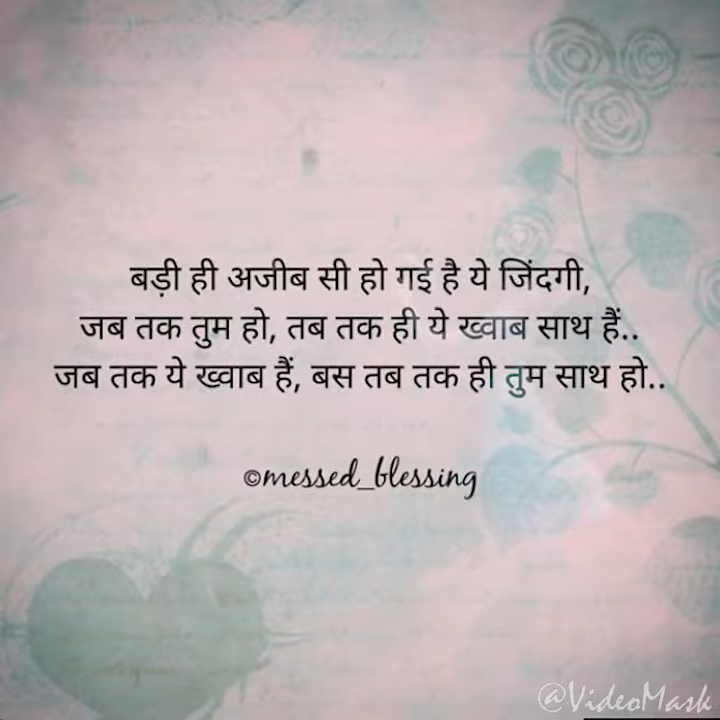 बड़ी ही अजीब सी हो गई है ये जिंदगी,
जब तक तुम हो, तब तक ही ये ख्वाब साथ हैं..
जब तक ये ख्वाब हैं, बस तब तक ही तुम साथ हो..
©messed_blessing
@VideoMask